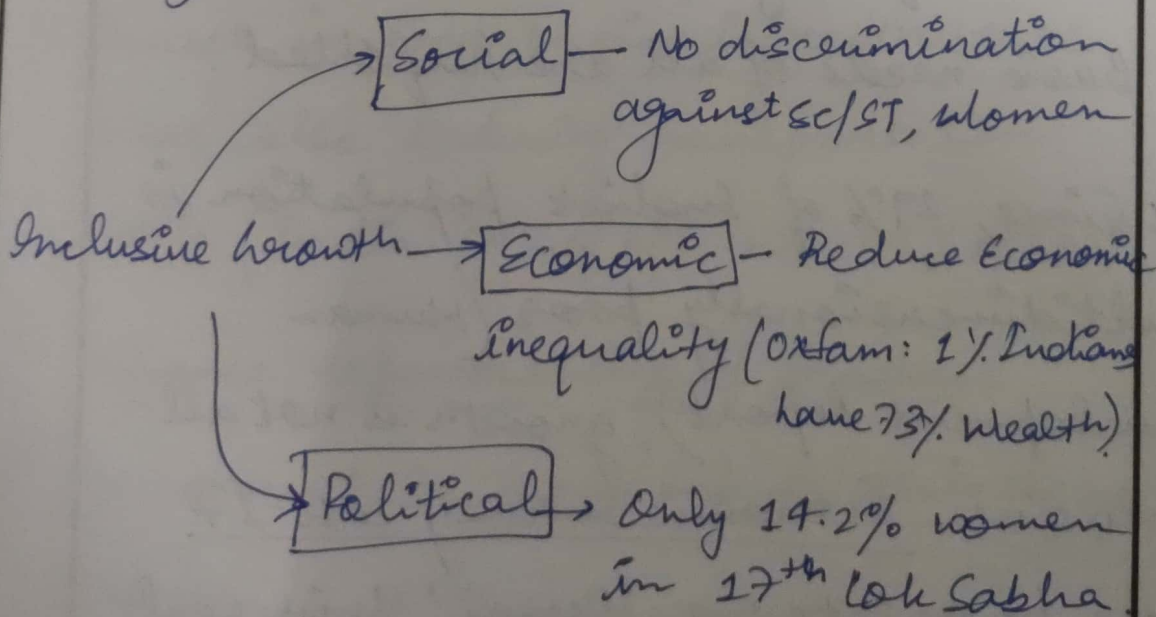 Social — No discrimination
against SC/ST, Women
Inclusive Growth → Economic – Reduce Economic
inequality (Oxfam: 1% Indians
have 73% Wealth)
Political → Only 14.2% women
in 17th Lok Sabha